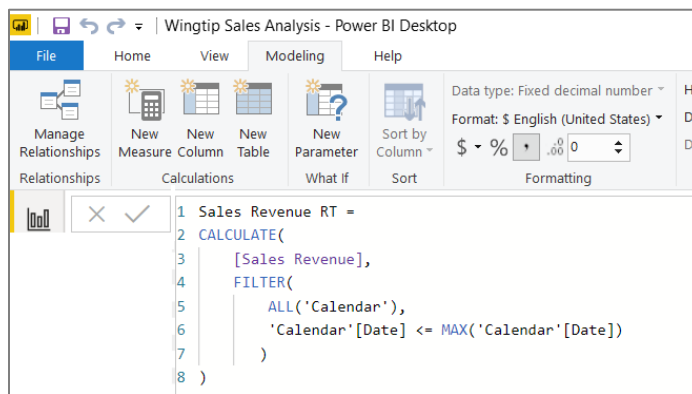 Wingtip Sales Analysis - Power BI Desktop
File Home View Modeling Help
Manage Relationships
New Measure
New Column
New Table
New Parameter
Sort by Column
Data type: Fixed decimal number
Format: $ English (United States)
$ % , .00 0
Relationships Calculations What If Sort Formatting
1 Sales Revenue RT =
2 CALCULATE(
3 [Sales Revenue],
4 FILTER(
5 ALL('Calendar'),
6 'Calendar'[Date] <= MAX('Calendar'[Date])
7 )
8 )